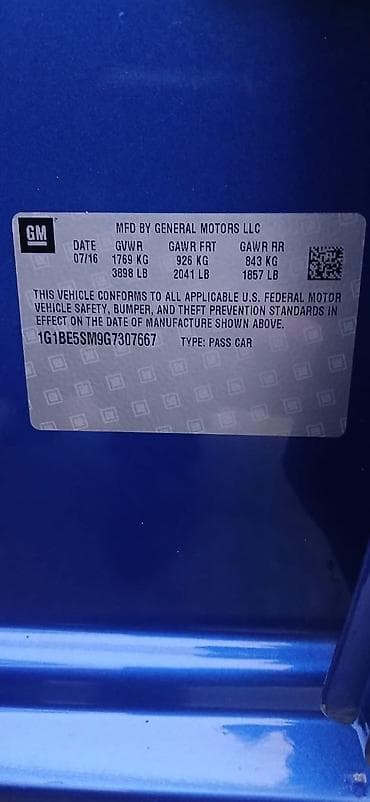 GM
MFD BY GENERAL MOTORS LLC
DATE GVWR GAWR FRT GAWR RR
07/16 1769 KG 926 KG 843 KG
3898 LB 2041 LB 1857 LB
THIS VEHICLE CONFORMS TO ALL APPLICABLE U.S. FEDERAL MOTOR
VEHICLE SAFETY, BUMPER, AND THEFT PREVENTION STANDARDS IN
EFFECT ON THE DATE OF MANUFACTURE SHOWN ABOVE.
1G1BE5SM9G7307667 TYPE: PASS CAR